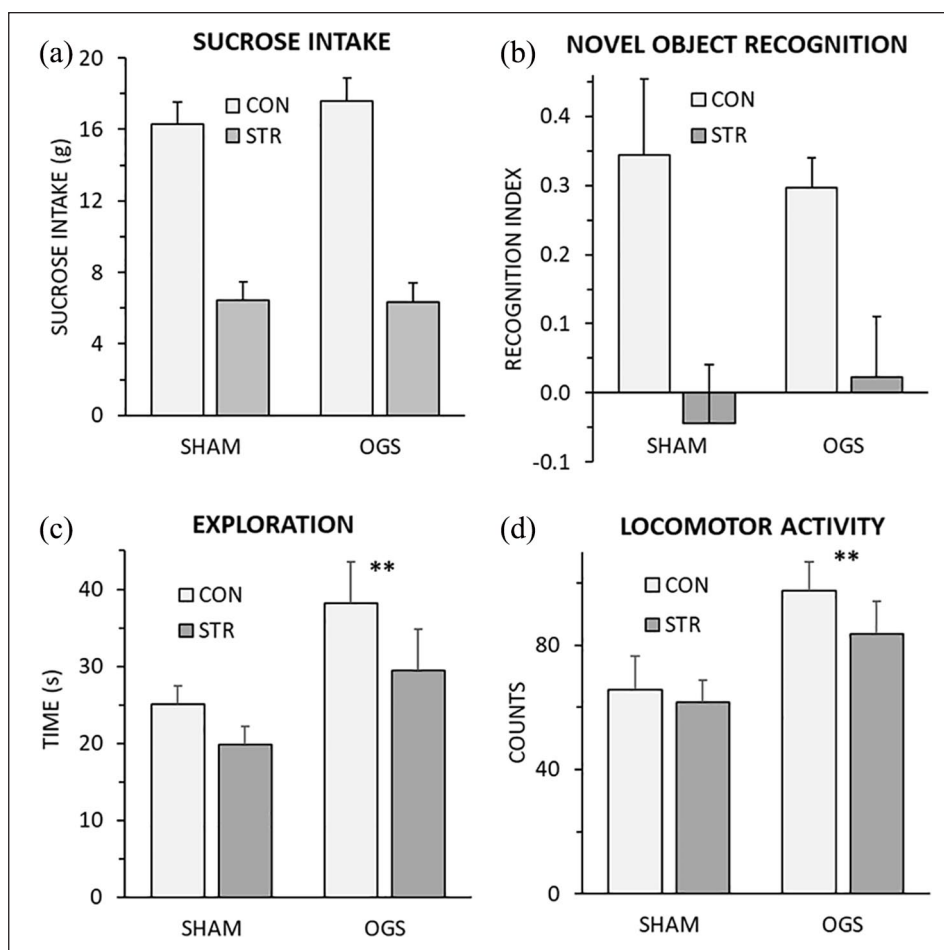 (a)
SUCROSE INTAKE
SUCROSE INTAKE (g)
20
16
12
8
4
0
CON
STR
SHAM
OGS
(b)
NOVEL OBJECT RECOGNITION
RECOGNITION INDEX
0.4
0.3
0.2
0.1
0.0
-0.1
CON
STR
SHAM
OGS
(c)
EXPLORATION
TIME (s)
40
30
20
10
0
CON
STR
**
SHAM
OGS
(d)
LOCOMOTOR ACTIVITY
COUNTS
80
40
0
CON
STR
**
SHAM
OGS